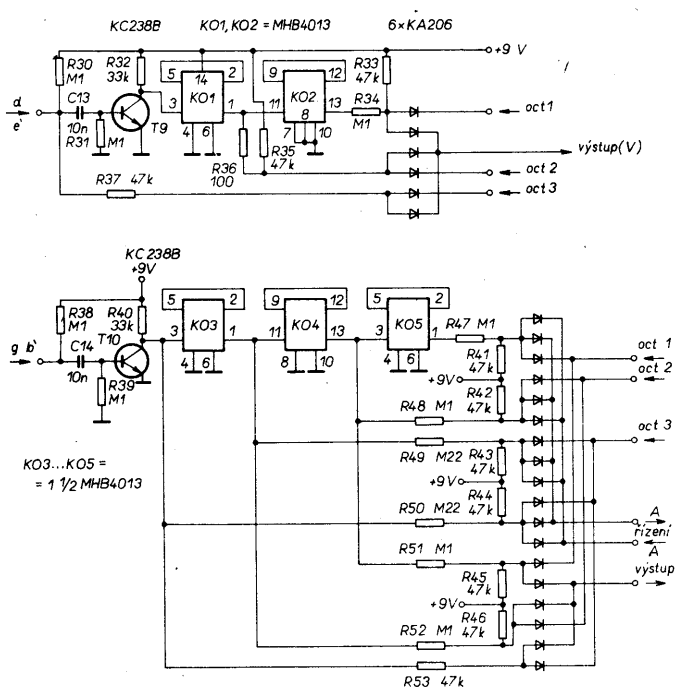 KC238B KO1, KO2 = MHB4013 6×KA206
+9 V
R30 M1
R32 33k
5 14 2
9 12
R33 47k
R34 M1
d
e'
C13 10n
R31 M1
T9
3 KO1 1
4 6
11 KO2 13
8
7 10
oct 1
R36 100
R35 47k
výstup (V)
oct 2
R37 47k
oct 3
KC 238B
+9V
R38 M1
R40 33k
T10
g b'
C14 10n
R39 M1
5 2
3 KO3 1
4 6
9 12
11 KO4 13
8 10
5 2
3 KO5 1
4 6
R47 M1
R41 47k
+9V
R42 47k
oct 1
oct 2
R48 M1
oct 3
R49 M22
R43 47k
+9V
R44 47k
KO3...KO5 =
= 1 1/2 MHB4013
R50 M22
A
řízení
A
R51 M1
výstup
R45 47k
+9V
R46 47k
R52 M1
R53 47k